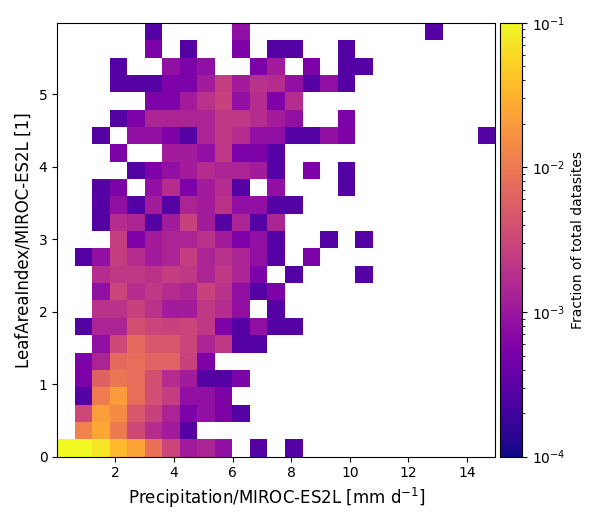 LeafAreaIndex/MIROC-ES2L [1]
5
4
3
2
1
0
2 4 6 8 10 12 14
Precipitation/MIROC-ES2L [mm d⁻¹]
10⁻¹
10⁻²
10⁻³
10⁻⁴
Fraction of total datasites